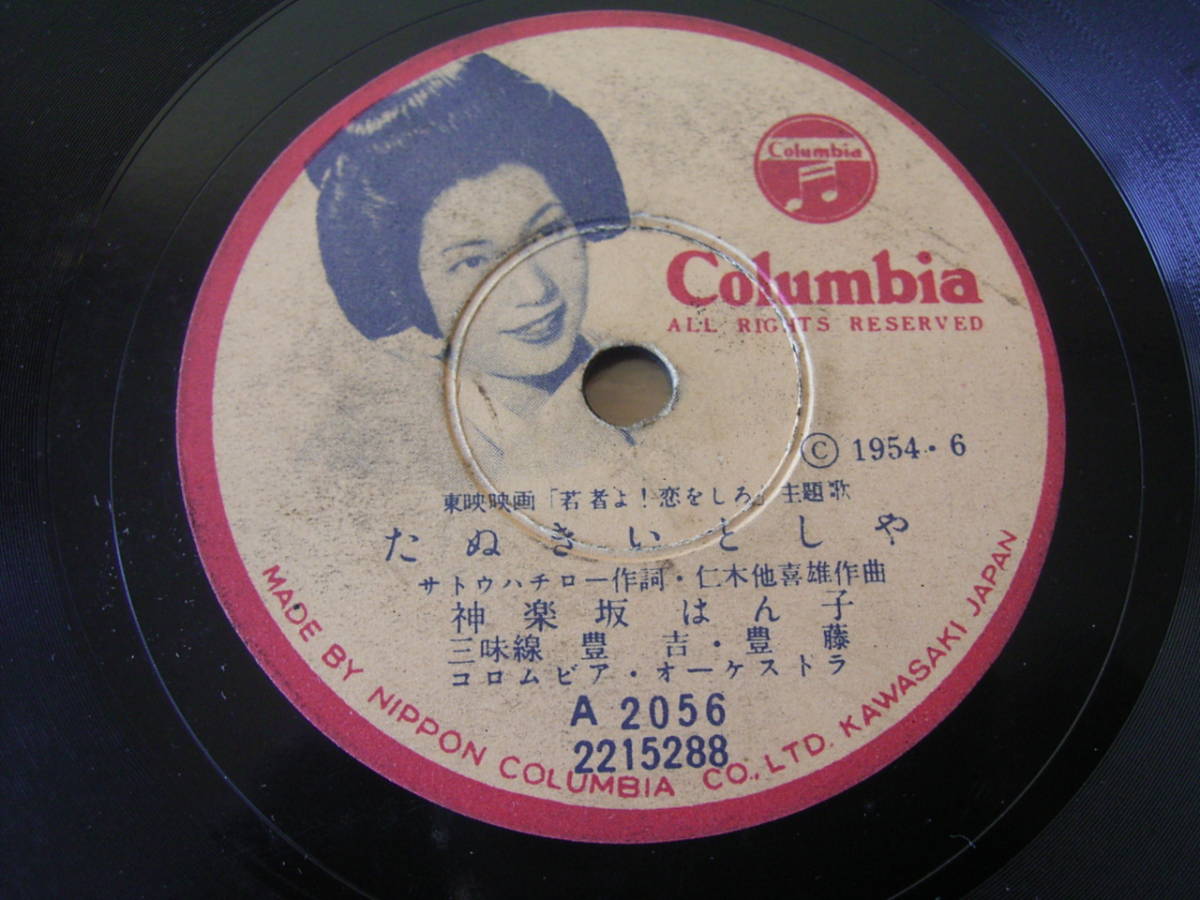 Columbia
Columbia
ALL RIGHTS RESERVED
© 1954・6
東映映画「若者よ!恋をしろ」主題歌
たぬきいとしや
サトウハチロー作詞・仁木他喜雄作曲
神楽坂はん子
三味線 豊吉・豊藤
コロムビア・オーケストラ
A 2056
2215288
MADE BY NIPPON COLUMBIA CO., LTD. KAWASAKI JAPAN